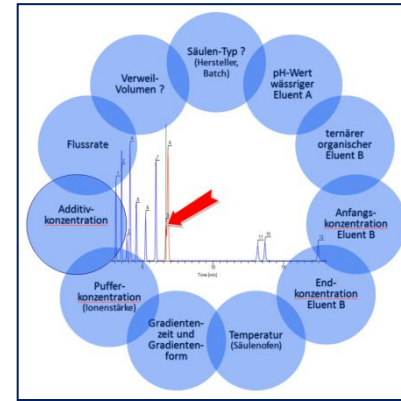 Säulen-Typ ?
(Hersteller,
Batch)
pH-Wert
wässriger
Eluent A
ternärer
organischer
Eluent B
Anfangs-
konzentration
Eluent B
End-
konzentration
Eluent B
Temperatur
(Säulenofen)
Gradienten-
zeit und
Gradienten-
form
Puffer-
konzentration
(Ionenstärke)
Additiv-
konzentration
Flussrate
Verweil-
Volumen ?
Time (min)